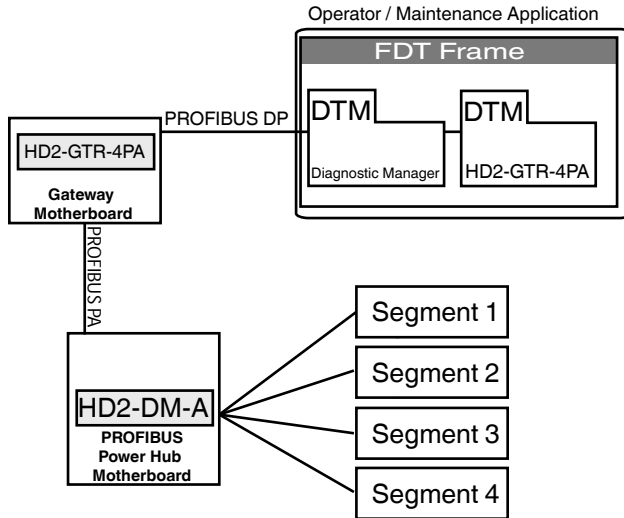 Operator / Maintenance Application
FDT Frame
PROFIBUS DP
DTM
Diagnostic Manager
DTM
HD2-GTR-4PA
HD2-GTR-4PA
Gateway
Motherboard
PROFIBUS PA
HD2-DM-A
PROFIBUS
Power Hub
Motherboard
Segment 1
Segment 2
Segment 3
Segment 4